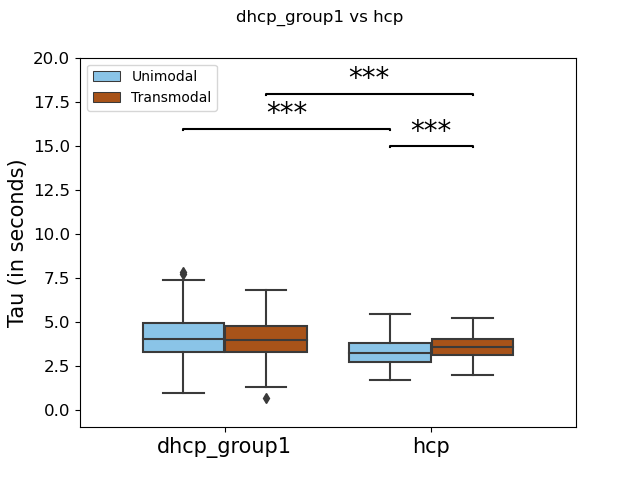 dhcp_group1 vs hcp
Unimodal
Transmodal
***
***
***
Tau (in seconds)
20.0
17.5
15.0
12.5
10.0
7.5
5.0
2.5
0.0
dhcp_group1
hcp